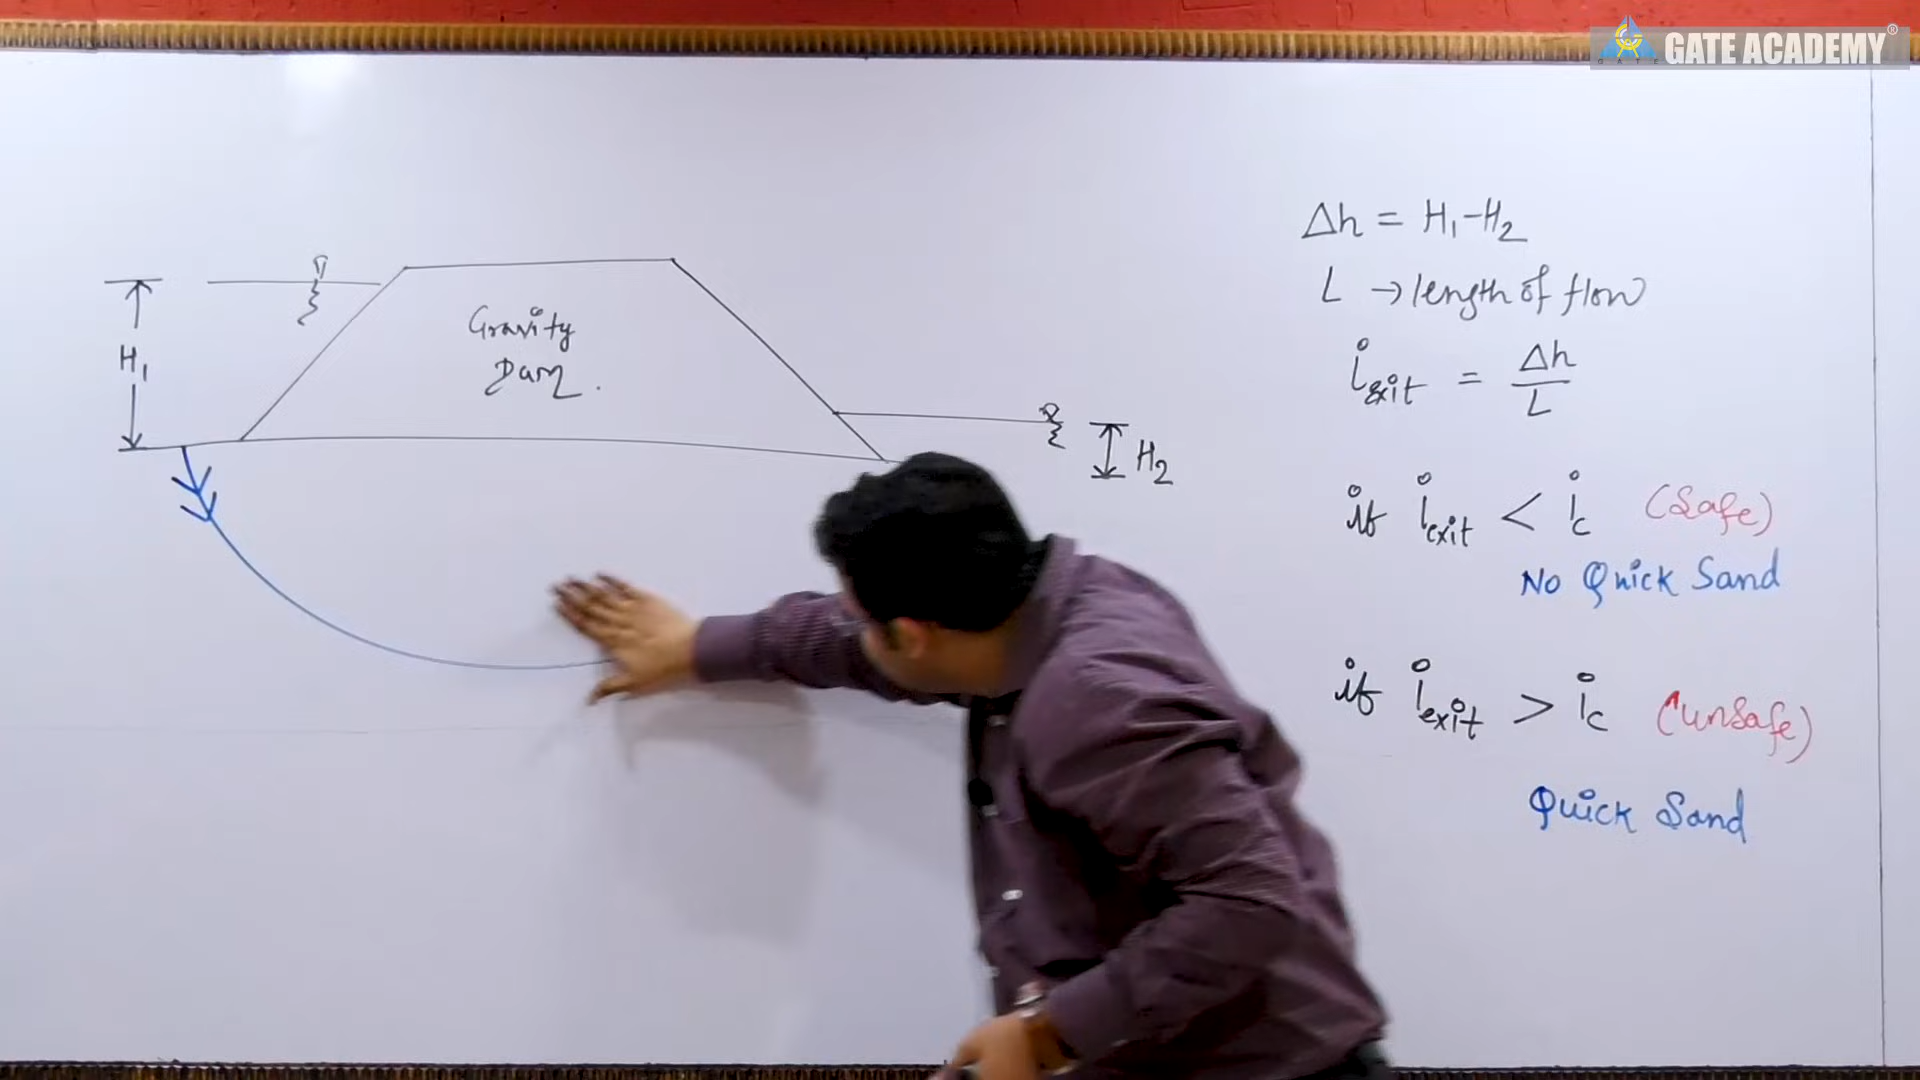 GATE ACADEMY®
GATE
H₁
Gravity
Dam.
H₂
Δh = H₁-H₂
L → length of flow
i_exit = Δh/L
if i_exit < i_c (Safe)
No Quick Sand
if i_exit > i_c (unsafe)
Quick Sand